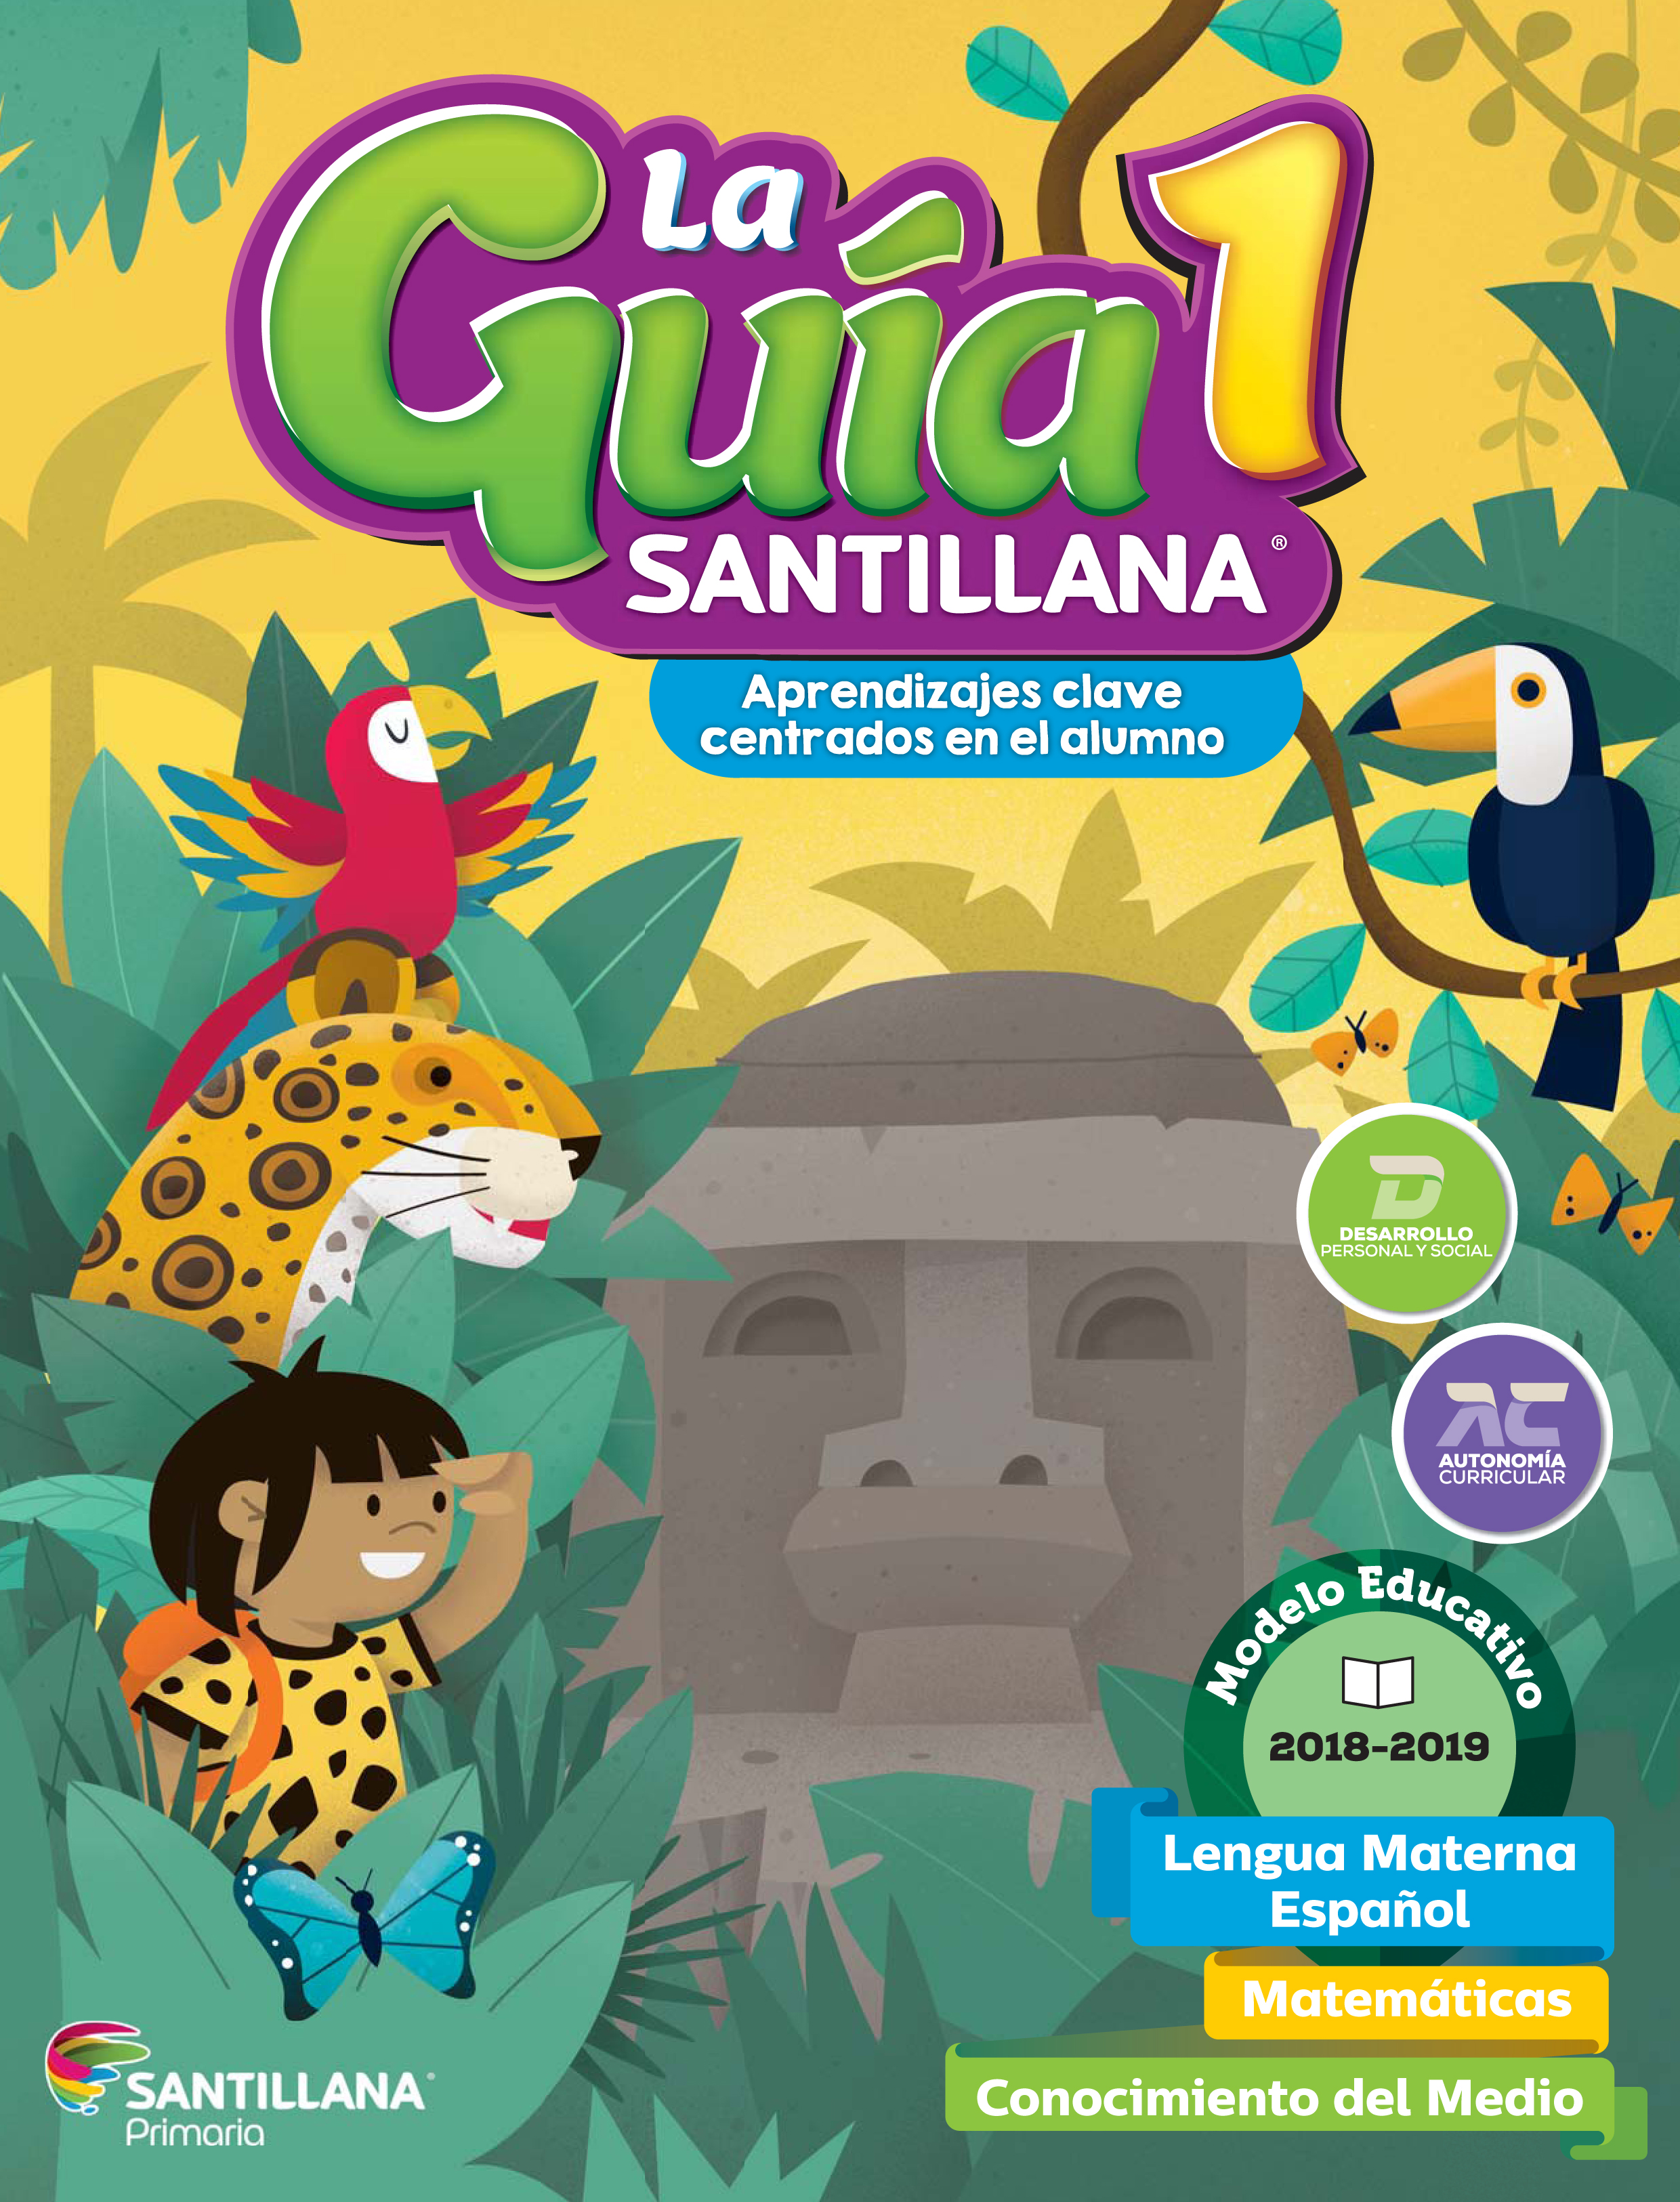 La
Guía 1
SANTILLANA®
Aprendizajes clave
centrados en el alumno
D
DESARROLLO
PERSONAL Y SOCIAL
AC
AUTONOMÍA
CURRICULAR
Modelo Educativo
2018-2019
Lengua Materna
Español
Matemáticas
Conocimiento del Medio
SANTILLANA®
Primaria